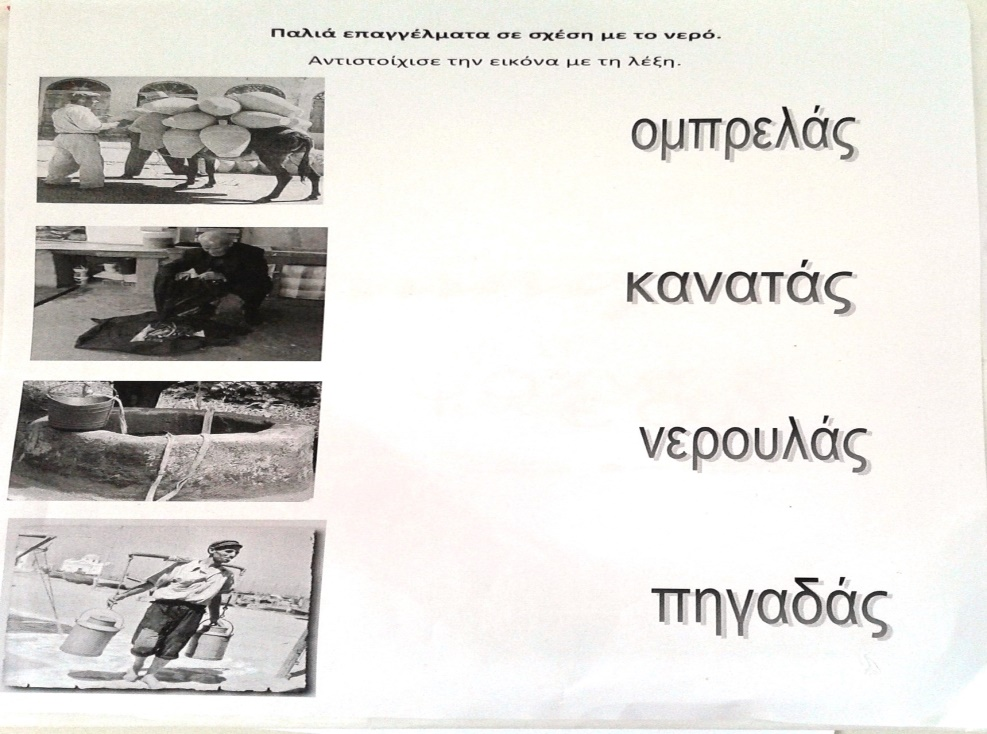 Παλιά επαγγέλματα σε σχέση με το νερό.
Αντιστοίχισε την εικόνα με τη λέξη.
ομπρελάς
κανατάς
νερουλάς
πηγαδάς